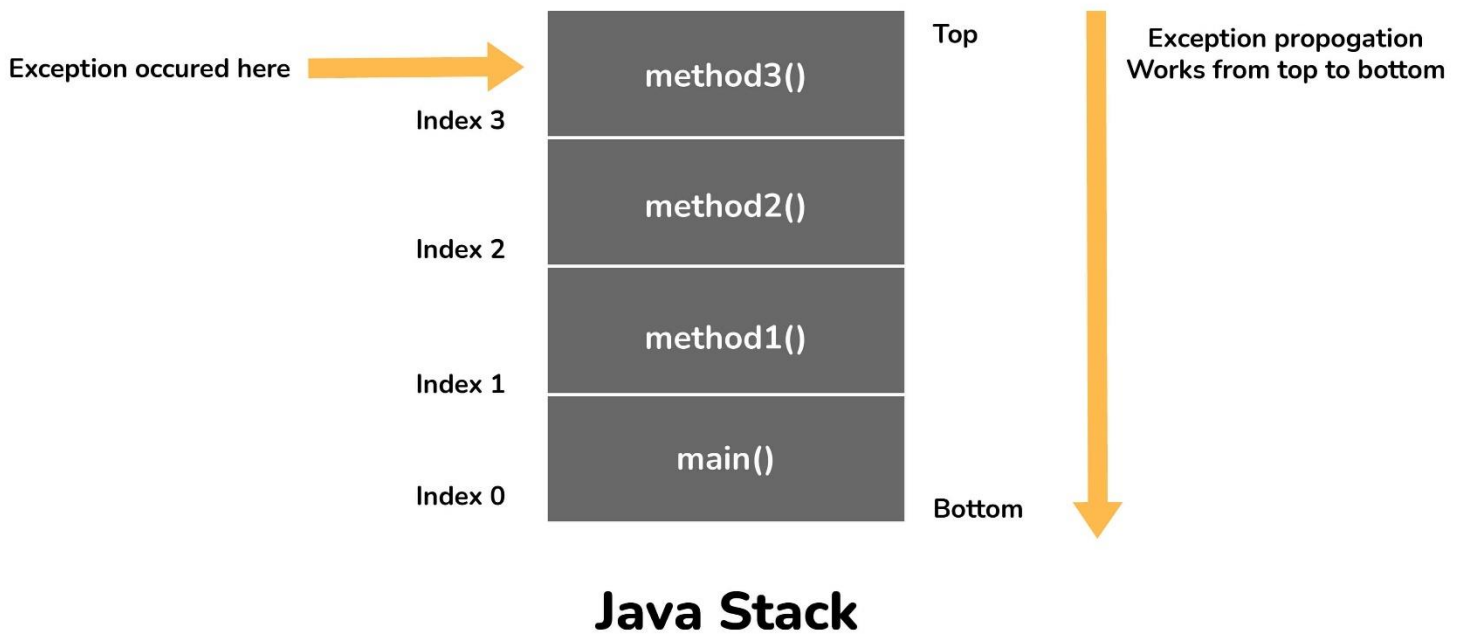 Exception occured here
method3()
Top
Exception propogation
Works from top to bottom
Index 3
method2()
Index 2
method1()
Index 1
main()
Index 0
Bottom
Java Stack